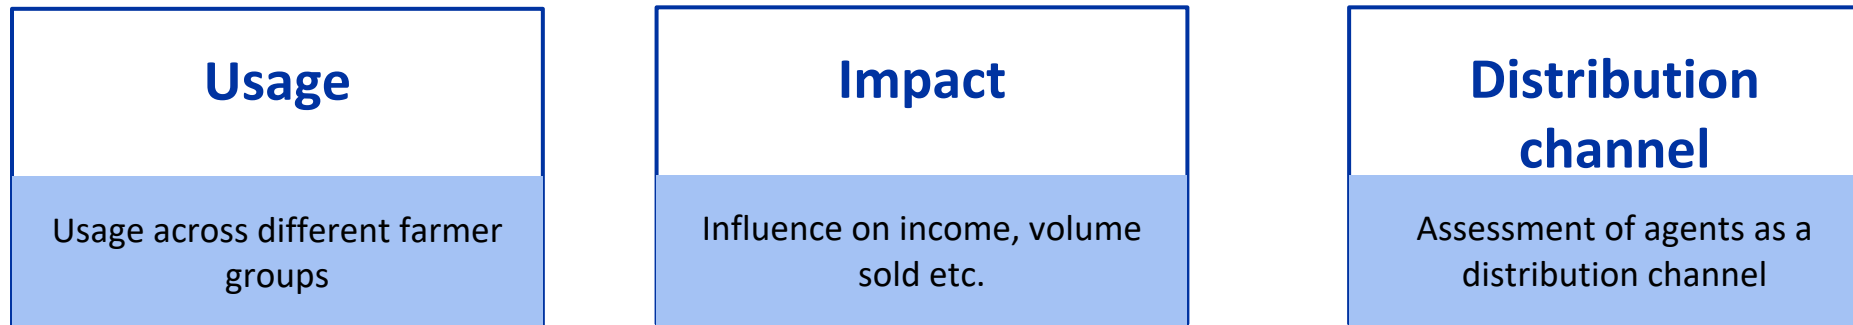 Usage
Usage across different farmer
groups
Impact
Influence on income, volume
sold etc.
Distribution
channel
Assessment of agents as a
distribution channel